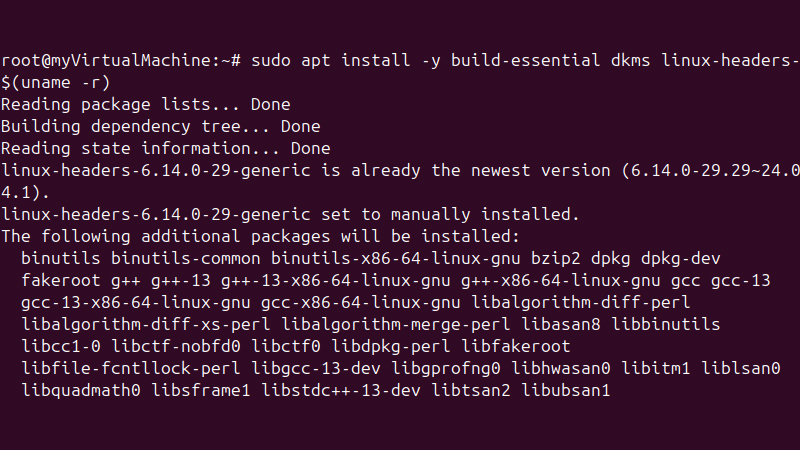 root@myVirtualMachine:~# sudo apt install -y build-essential dkms linux-headers-
$(uname -r)
Reading package lists... Done
Building dependency tree... Done
Reading state information... Done
linux-headers-6.14.0-29-generic is already the newest version (6.14.0-29.29~24.0
4.1).
linux-headers-6.14.0-29-generic set to manually installed.
The following additional packages will be installed:
  binutils binutils-common binutils-x86-64-linux-gnu bzip2 dpkg dpkg-dev
  fakeroot g++ g++-13 g++-13-x86-64-linux-gnu g++-x86-64-linux-gnu gcc gcc-13
  gcc-13-x86-64-linux-gnu gcc-x86-64-linux-gnu libalgorithm-diff-perl
  libalgorithm-diff-xs-perl libalgorithm-merge-perl libasan8 libbinutils
  libcc1-0 libctf-nobfd0 libctf0 libdpkg-perl libfakeroot
  libfile-fcntllock-perl libgcc-13-dev libgprofng0 libhwasan0 libitm1 liblsan0
  libquadmath0 libsframe1 libstdc++-13-dev libtsan2 libubsan1